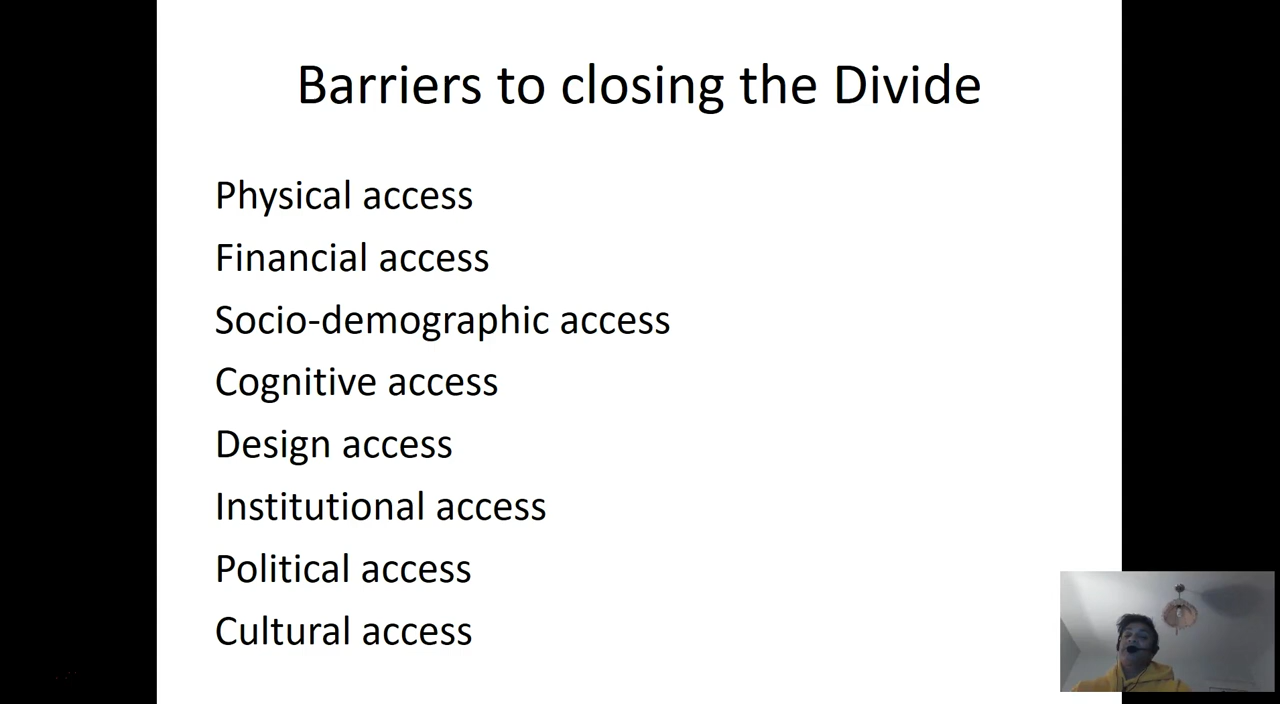 Barriers to closing the Divide
Physical access
Financial access
Socio-demographic access
Cognitive access
Design access
Institutional access
Political access
Cultural access